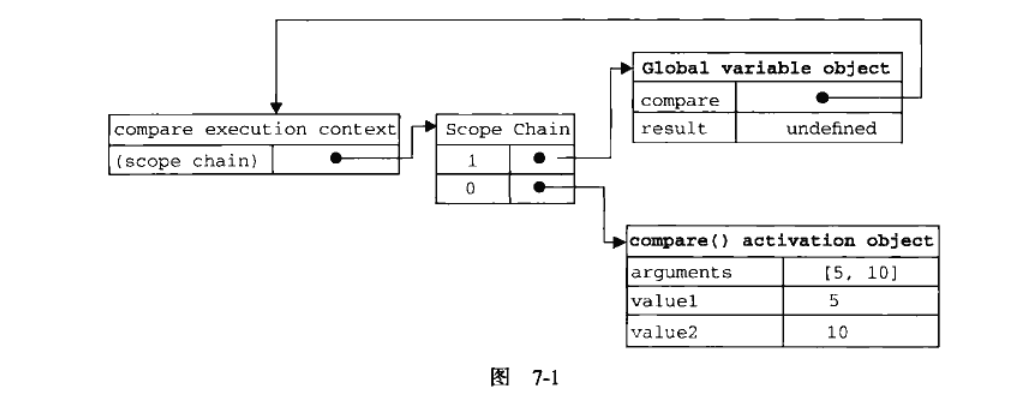 Global variable object
compare
result undefined
compare execution context
(scope chain)
Scope Chain
1
0
compare() activation object
arguments [5, 10]
value1 5
value2 10
图 7-1